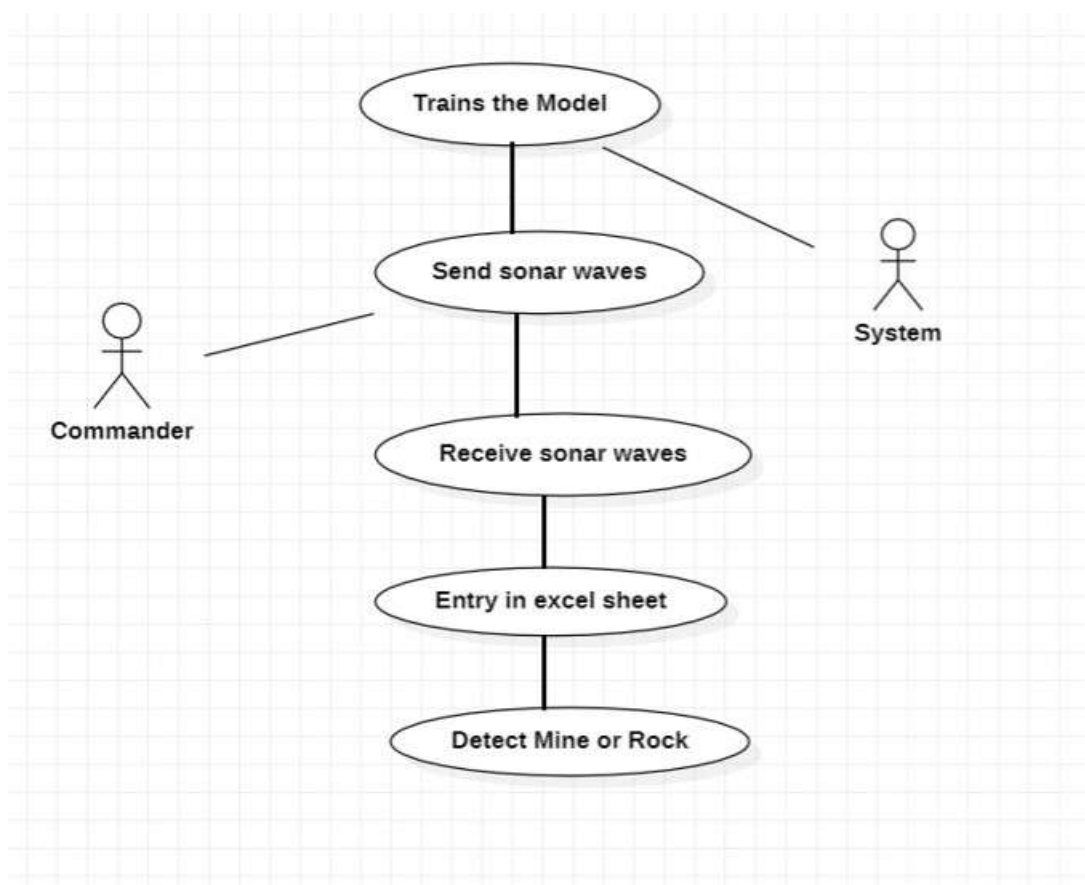 Trains the Model
Send sonar waves
System
Commander
Receive sonar waves
Entry in excel sheet
Detect Mine or Rock